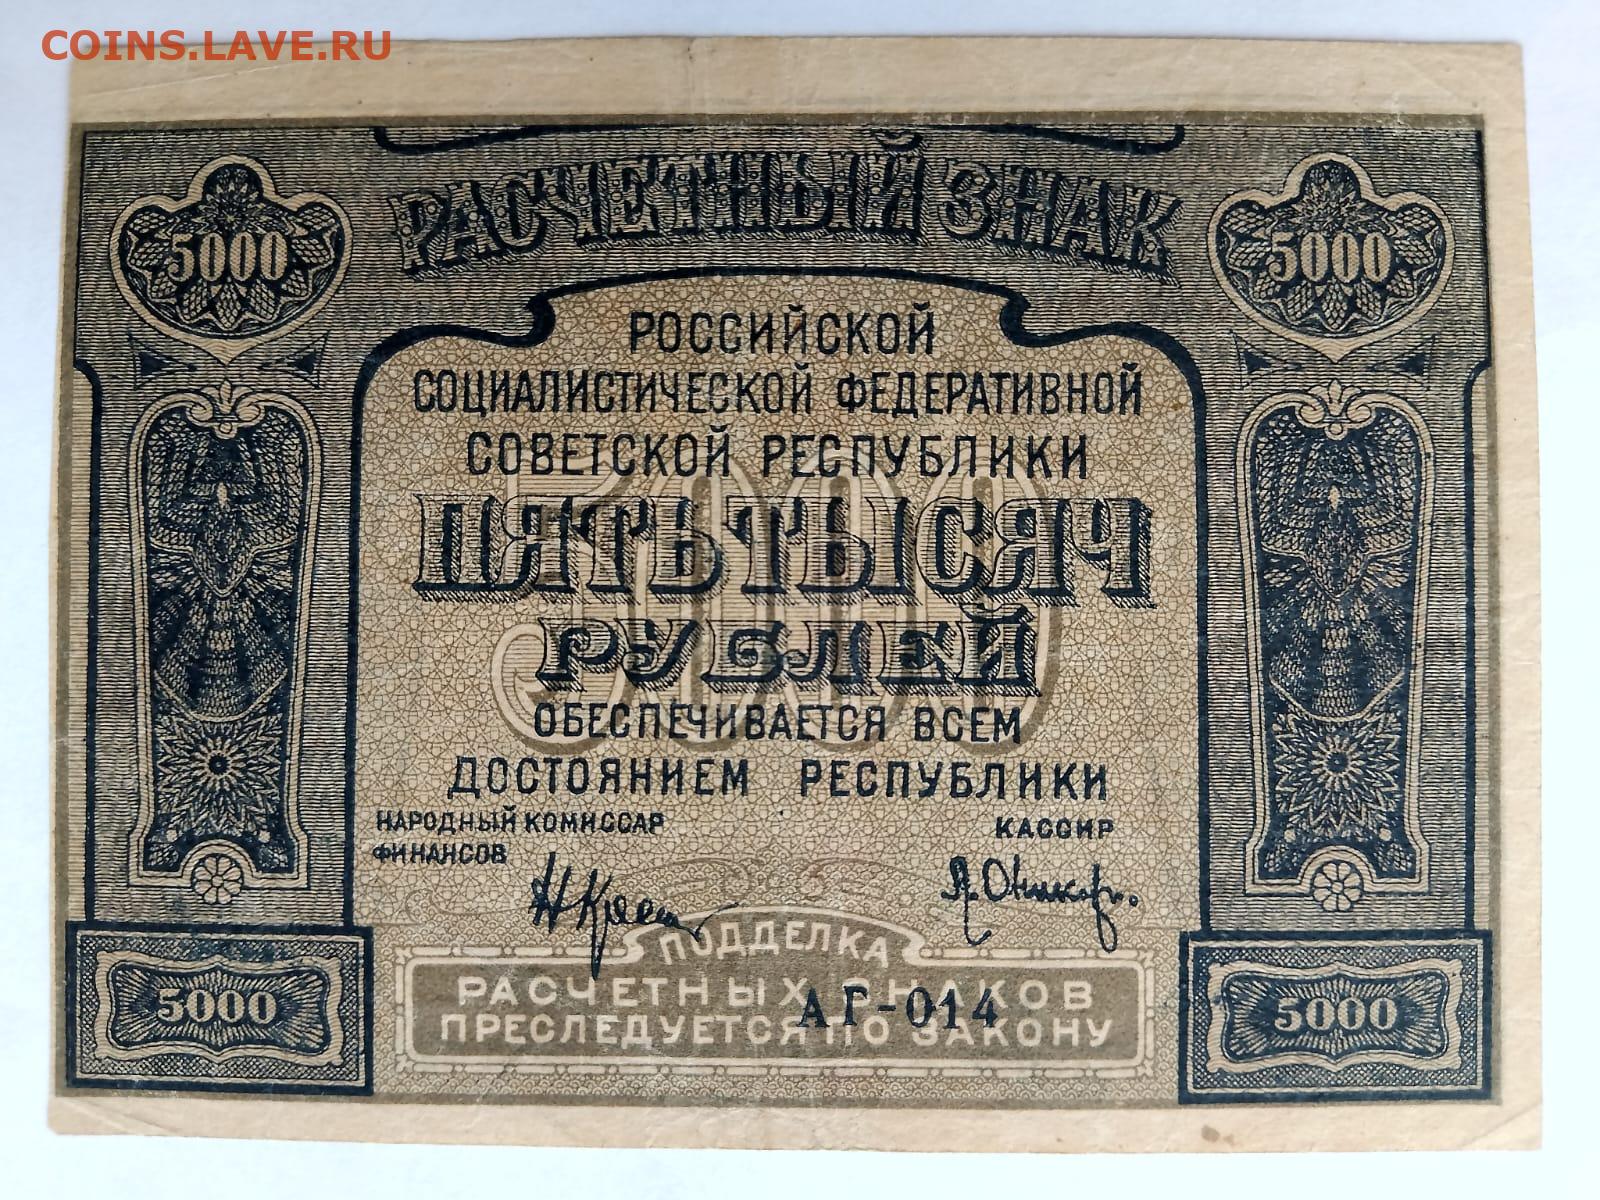 COINS.LAVE.RU
РАСЧЕТНЫЙ ЗНАК
5000 5000
РОССИЙСКОЙ
СОЦИАЛИСТИЧЕСКОЙ ФЕДЕРАТИВНОЙ
СОВЕТСКОЙ РЕСПУБЛИКИ
5000
ПЯТЬ ТЫСЯЧ
РУБЛЕЙ
ОБЕСПЕЧИВАЕТСЯ ВСЕМ
ДОСТОЯНИЕМ РЕСПУБЛИКИ
НАРОДНЫЙ КОМИССАР
ФИНАНСОВ
КАССИР
ПОДДЕЛКА
РАСЧЕТНЫХ ЗНАКОВ
ПРЕСЛЕДУЕТСЯ ПО ЗАКОНУ
АГ-014
5000 5000